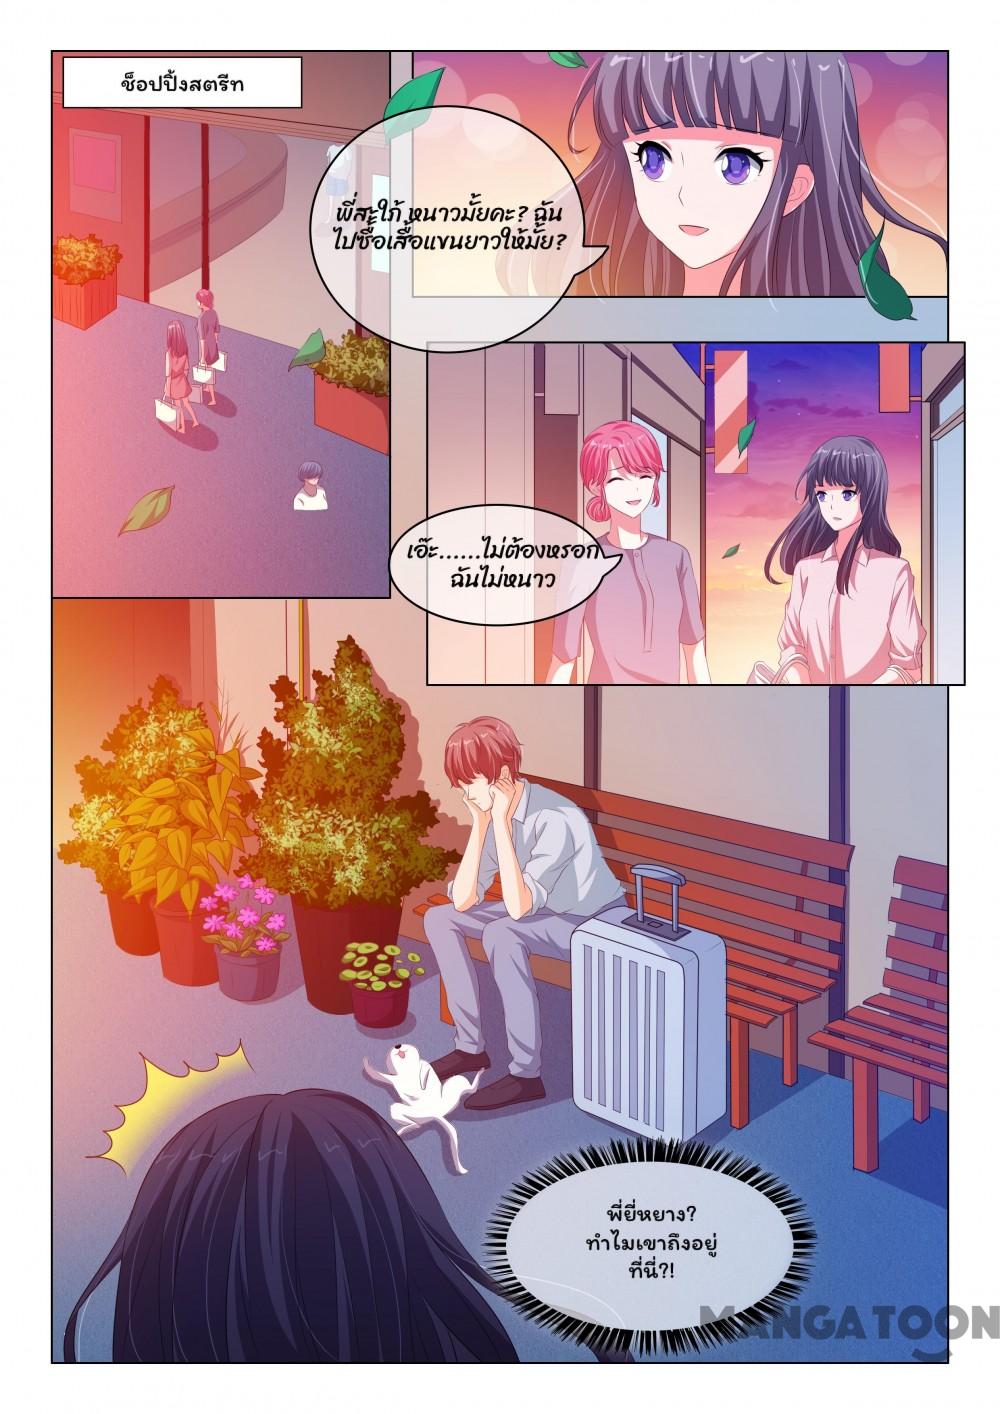 ช็อปปิ้งสตรีท
พี่สะใภ้ หนาวมั้ยคะ? ฉัน
ไปซื้อเสื้อแขนยาวให้มั้ย?
เอ๊ะ......ไม่ต้องหรอก
ฉันไม่หนาว
พี่ยี่หยาง?
ทำไมเขาถึงอยู่
ที่นี่?!
MANGATOON